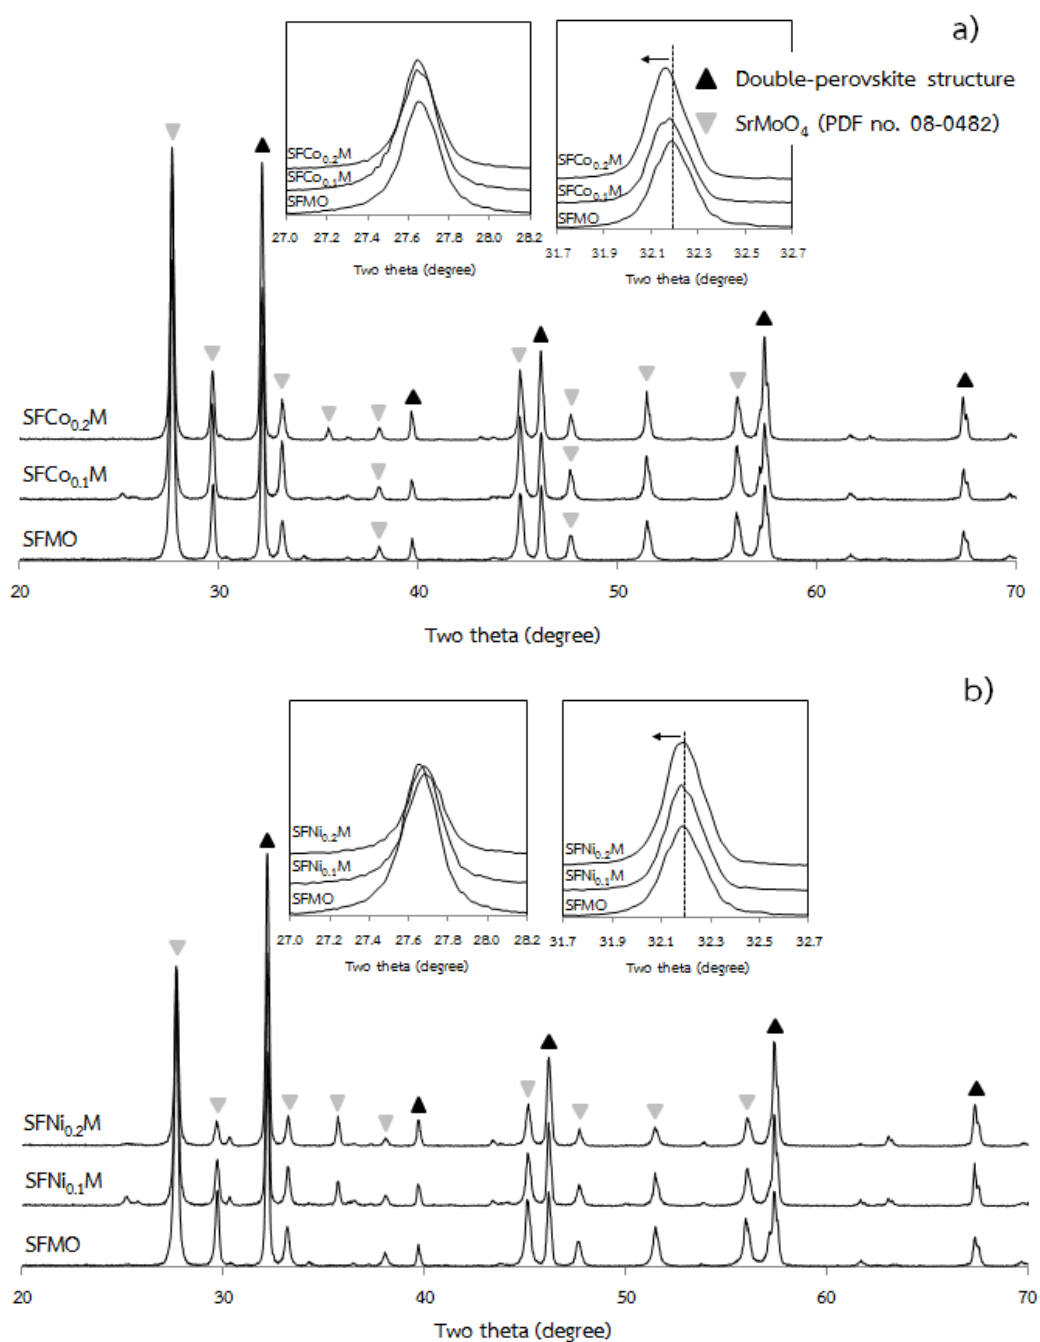 a)
Double-perovskite structure
SrMoO₄ (PDF no. 08-0482)
SFCo₀.₂M
SFCo₀.₁M
SFMO
27.0 27.2 27.4 27.6 27.8 28.0 28.2
Two theta (degree)
SFCo₀.₂M
SFCo₀.₁M
SFMO
31.7 31.9 32.1 32.3 32.5 32.7
Two theta (degree)
SFCo₀.₂M
SFCo₀.₁M
SFMO
20 30 40 50 60 70
Two theta (degree)
b)
SFNi₀.₂M
SFNi₀.₁M
SFMO
27.0 27.2 27.4 27.6 27.8 28.0 28.2
Two theta (degree)
SFNi₀.₂M
SFNi₀.₁M
SFMO
31.7 31.9 32.1 32.3 32.5 32.7
Two theta (degree)
SFNi₀.₂M
SFNi₀.₁M
SFMO
20 30 40 50 60 70
Two theta (degree)